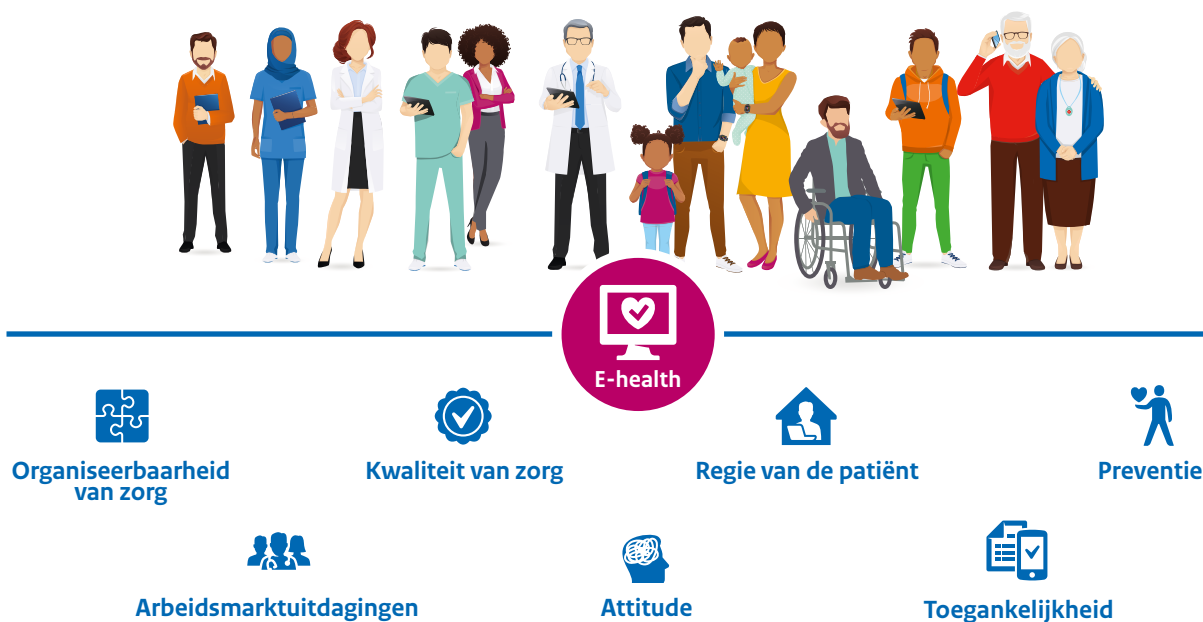 E-health
Organiseerbaarheid
van zorg
Kwaliteit van zorg
Regie van de patiënt
Preventie
Arbeidsmarktuitdagingen
Attitude
Toegankelijkheid